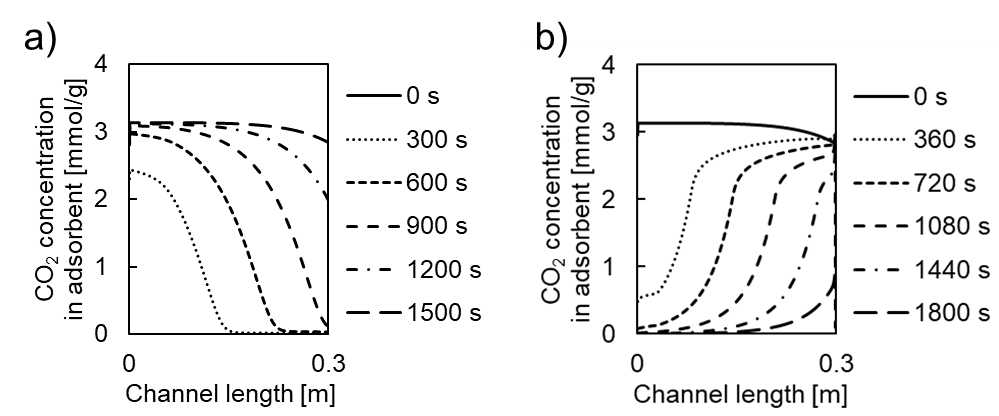 a)
CO₂ concentration
in adsorbent [mmol/g]
4
3
2
1
0
0
0.3
Channel length [m]
0 s
300 s
600 s
900 s
1200 s
1500 s
b)
CO₂ concentration
in adsorbent [mmol/g]
4
3
2
1
0
0
0.3
Channel length [m]
0 s
360 s
720 s
1080 s
1440 s
1800 s